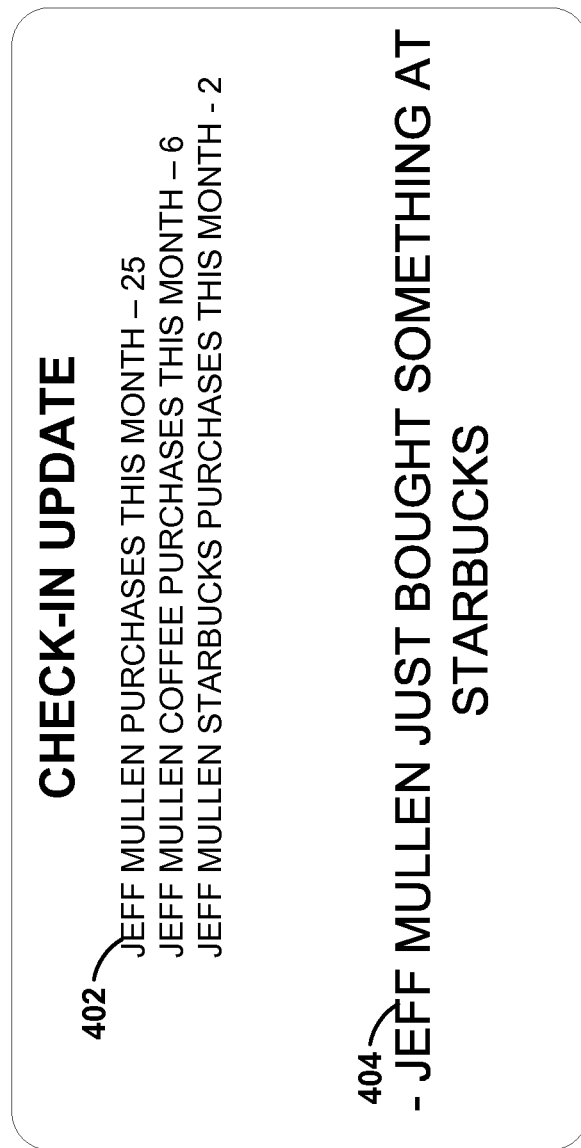 CHECK-IN UPDATE
402
JEFF MULLEN PURCHASES THIS MONTH – 25
JEFF MULLEN COFFEE PURCHASES THIS MONTH – 6
JEFF MULLEN STARBUCKS PURCHASES THIS MONTH - 2
404
- JEFF MULLEN JUST BOUGHT SOMETHING AT
STARBUCKS